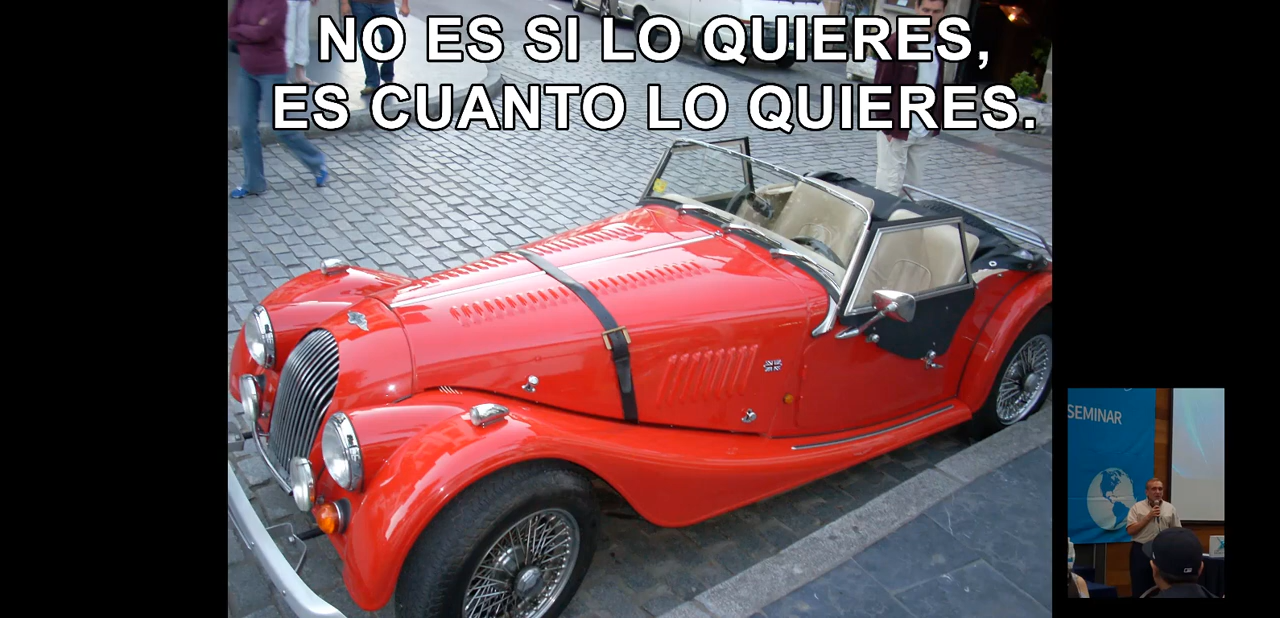 NO ES SI LO QUIERES,
ES CUANTO LO QUIERES.
SEMINAR